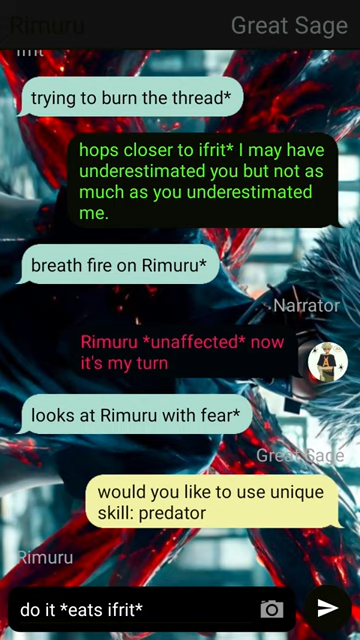 Rimuru
Great Sage
Ifrit
trying to burn the thread*
hops closer to ifrit* I may have
underestimated you but not as
much as you underestimated
me.
breath fire on Rimuru*
Narrator
Rimuru *unaffected* now
it's my turn
looks at Rimuru with fear*
Great Sage
would you like to use unique
skill: predator
Rimuru
do it *eats ifrit*